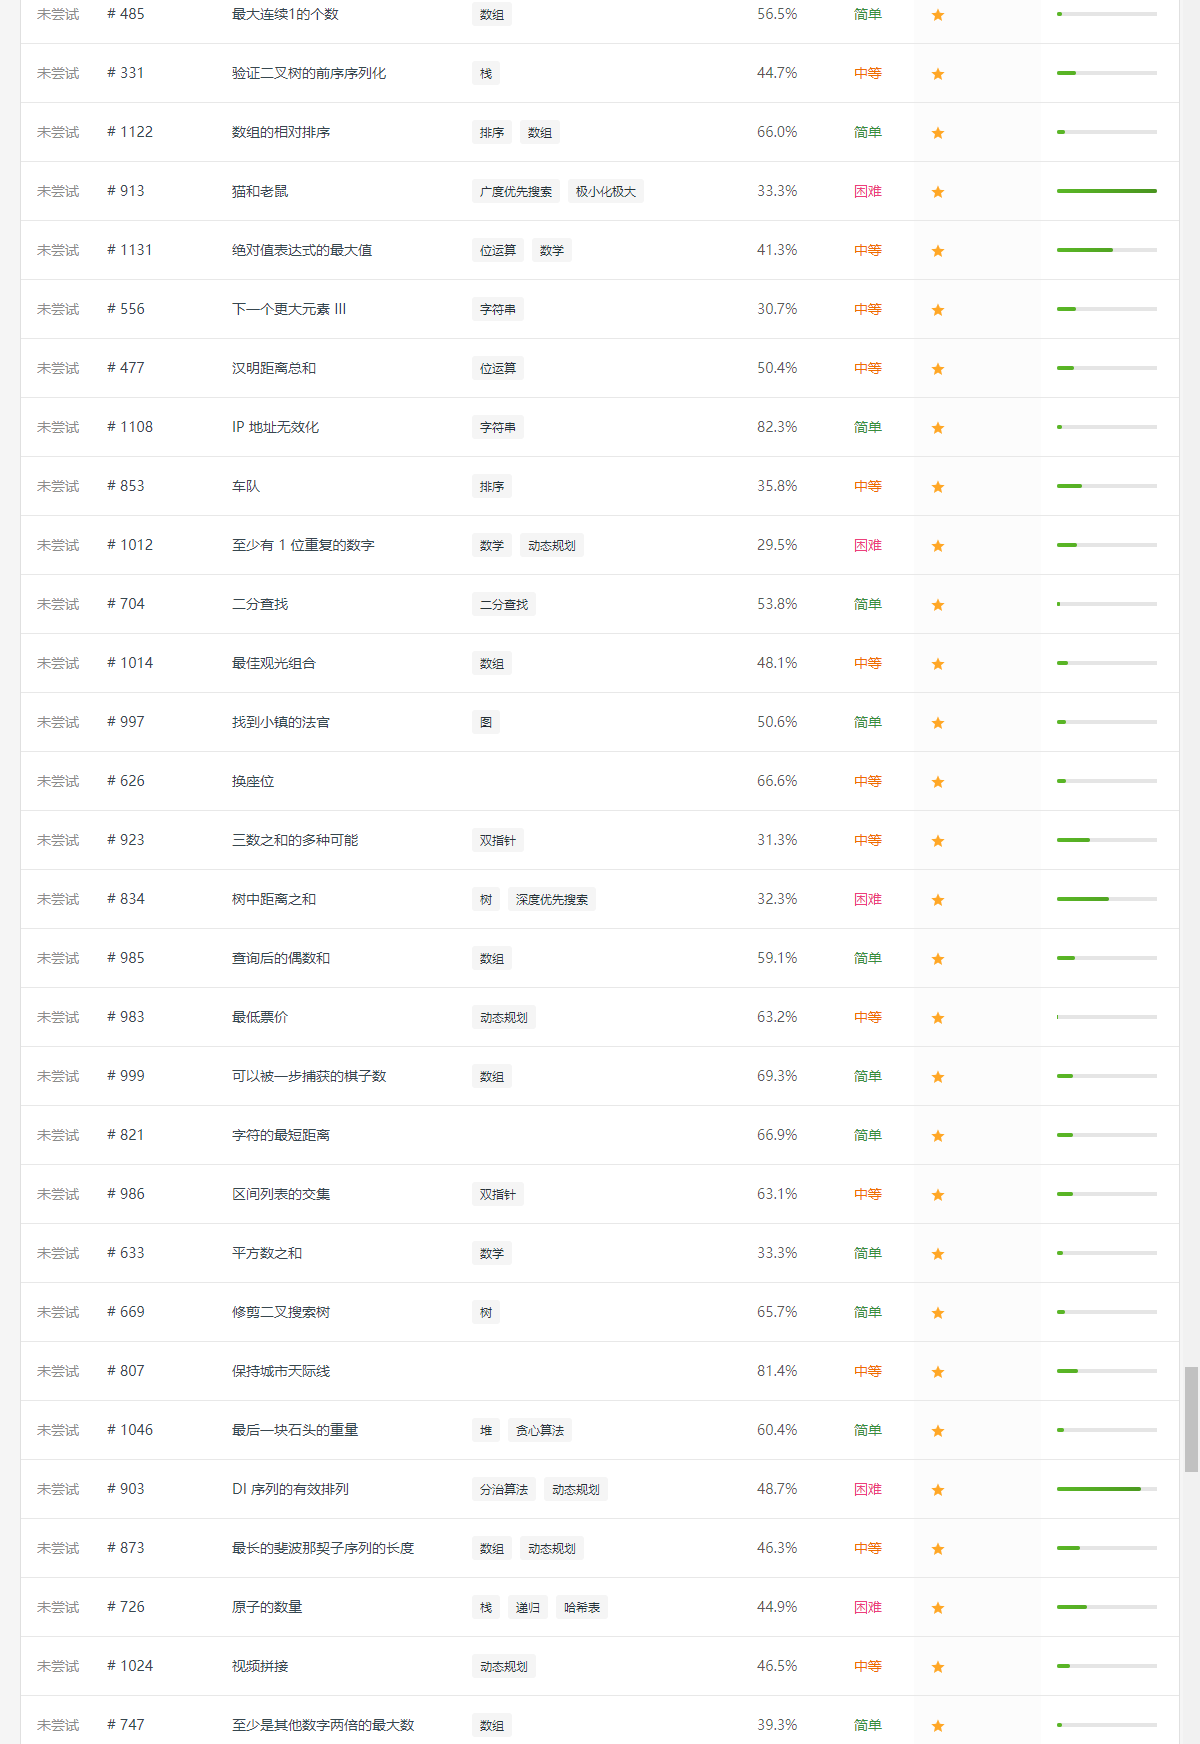 未尝试 # 485 最大连续1的个数 数组 56.5% 简单
未尝试 # 331 验证二叉树的前序序列化 栈 44.7% 中等
未尝试 # 1122 数组的相对排序 排序 数组 66.0% 简单
未尝试 # 913 猫和老鼠 广度优先搜索 极小化极大 33.3% 困难
未尝试 # 1131 绝对值表达式的最大值 位运算 数学 41.3% 中等
未尝试 # 556 下一个更大元素 III 字符串 30.7% 中等
未尝试 # 477 汉明距离总和 位运算 50.4% 中等
未尝试 # 1108 IP 地址无效化 字符串 82.3% 简单
未尝试 # 853 车队 排序 35.8% 中等
未尝试 # 1012 至少有 1 位重复的数字 数学 动态规划 29.5% 困难
未尝试 # 704 二分查找 二分查找 53.8% 简单
未尝试 # 1014 最佳观光组合 数组 48.1% 中等
未尝试 # 997 找到小镇的法官 图 50.6% 简单
未尝试 # 626 换座位 66.6% 中等
未尝试 # 923 三数之和的多种可能 双指针 31.3% 中等
未尝试 # 834 树中距离之和 树 深度优先搜索 32.3% 困难
未尝试 # 985 查询后的偶数和 数组 59.1% 简单
未尝试 # 983 最低票价 动态规划 63.2% 中等
未尝试 # 999 可以被一步捕获的棋子数 数组 69.3% 简单
未尝试 # 821 字符的最短距离 66.9% 简单
未尝试 # 986 区间列表的交集 双指针 63.1% 中等
未尝试 # 633 平方数之和 数学 33.3% 简单
未尝试 # 669 修剪二叉搜索树 树 65.7% 简单
未尝试 # 807 保持城市天际线 81.4% 中等
未尝试 # 1046 最后一块石头的重量 堆 贪心算法 60.4% 简单
未尝试 # 903 DI 序列的有效排列 分治算法 动态规划 48.7% 困难
未尝试 # 873 最长的斐波那契子序列的长度 数组 动态规划 46.3% 中等
未尝试 # 726 原子的数量 栈 递归 哈希表 44.9% 困难
未尝试 # 1024 视频拼接 动态规划 46.5% 中等
未尝试 # 747 至少是其他数字两倍的最大数 数组 39.3% 简单